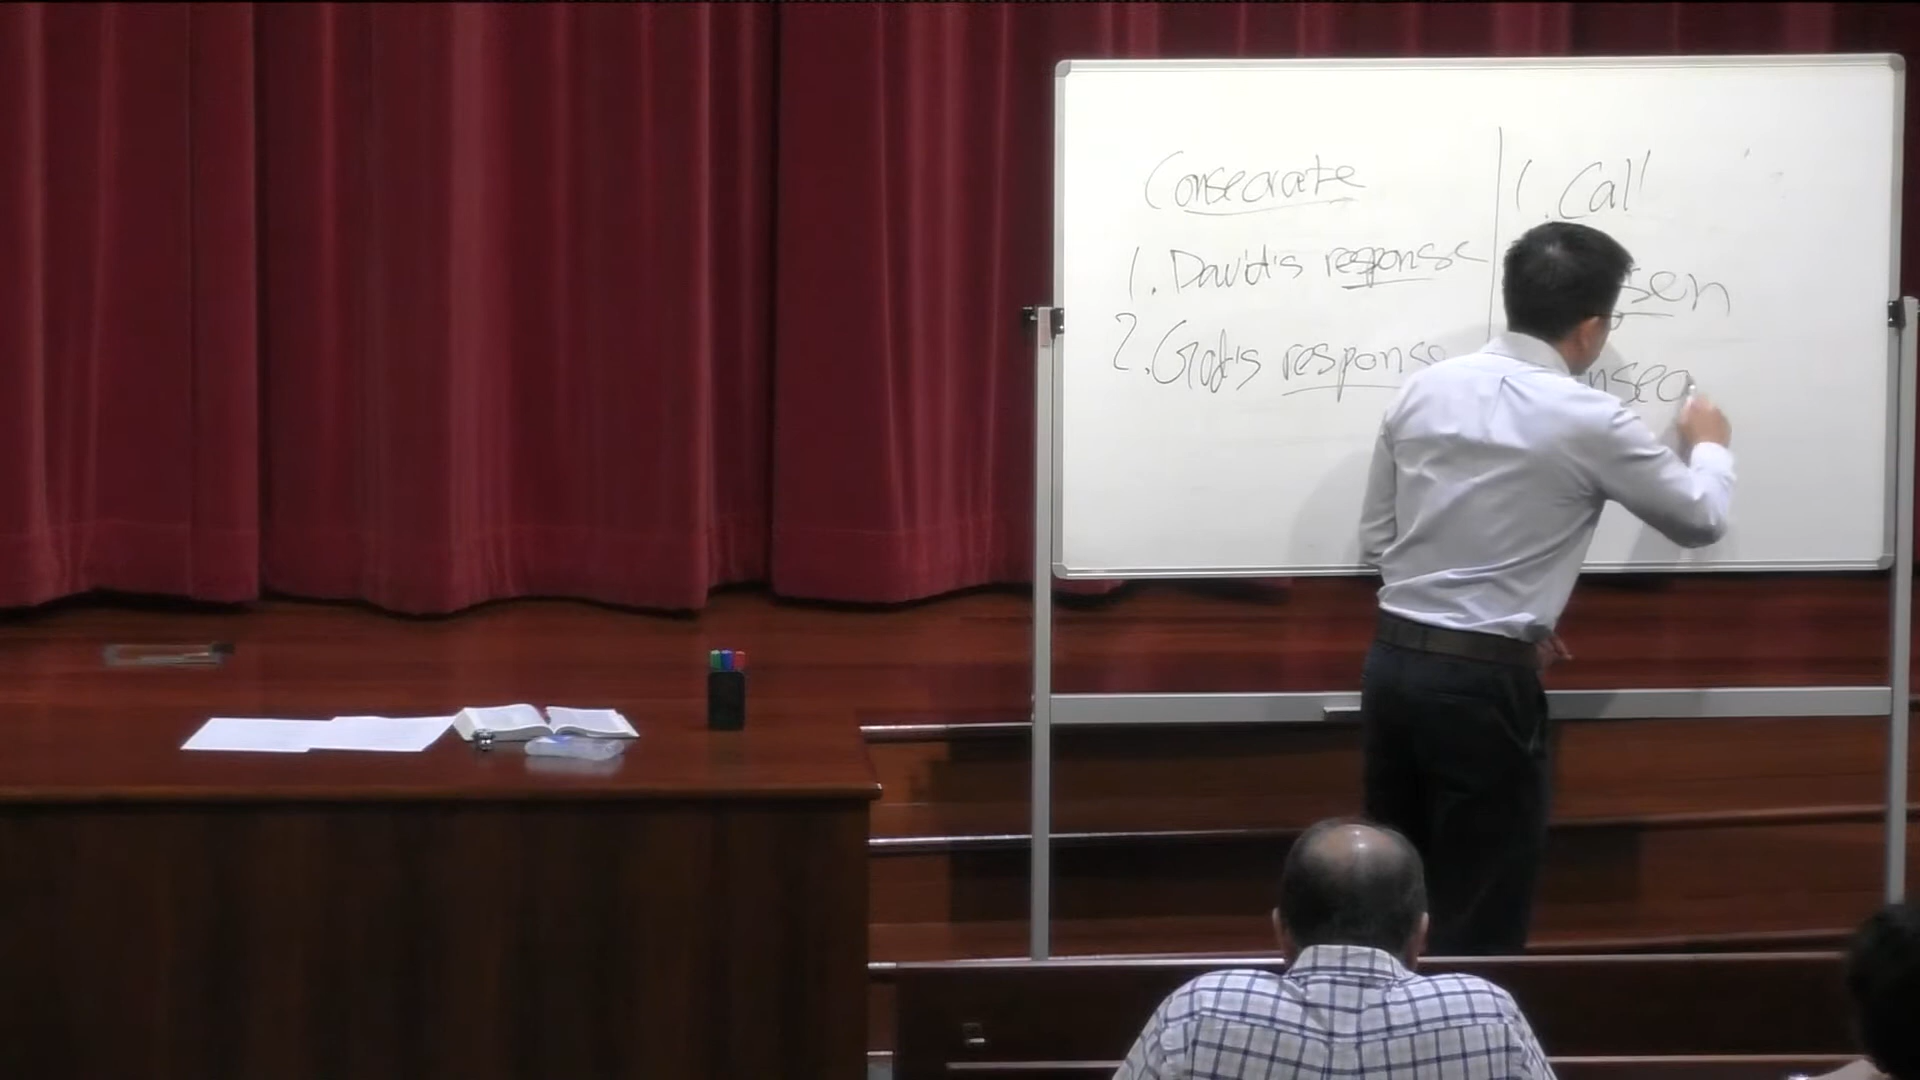 Consecrate
1. David's response
2. God's response
1. Call